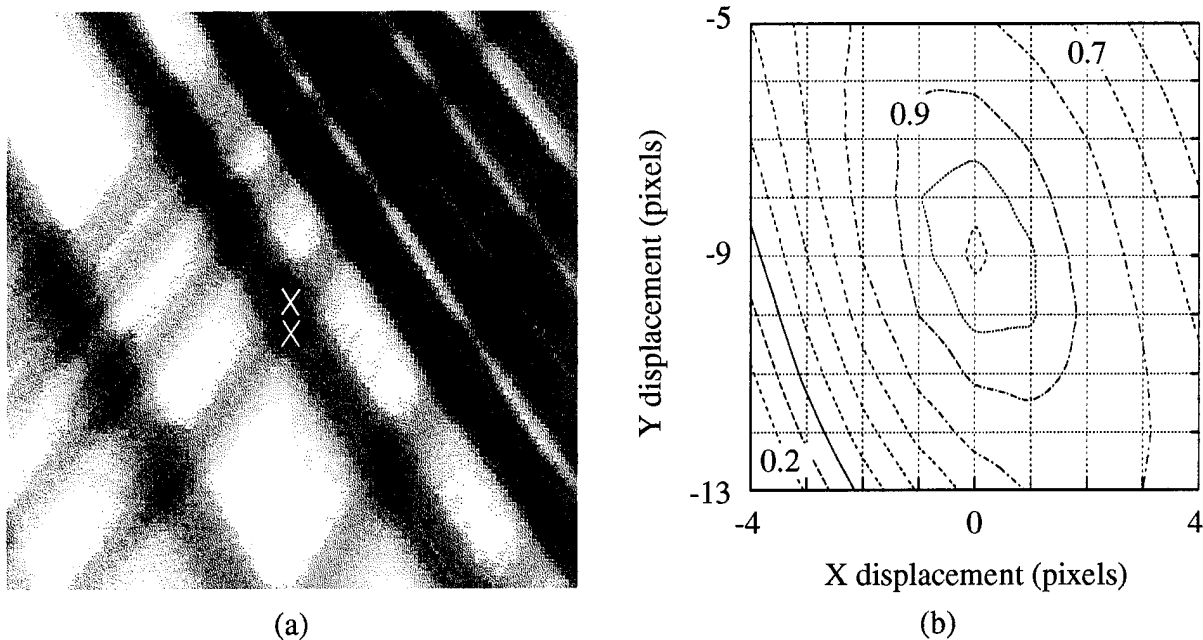 X
X
(a)
-5
-9
-13
Y displacement (pixels)
0.7
0.9
0.2
-4
0
4
X displacement (pixels)
(b)